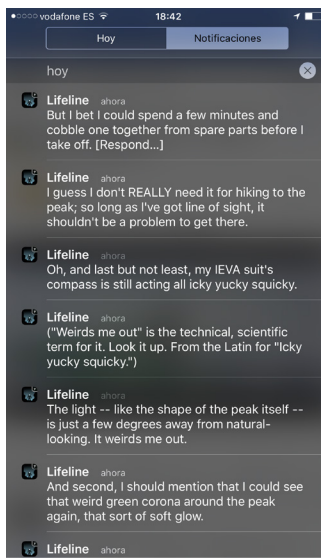 vodafone ES 18:42
Hoy Notificaciones
hoy
Lifeline ahora
But I bet I could spend a few minutes and
cobble one together from spare parts before I
take off. [Respond...]
Lifeline ahora
I guess I don't REALLY need it for hiking to the
peak; so long as I've got line of sight, it
shouldn't be a problem to get there.
Lifeline ahora
Oh, and last but not least, my IEVA suit's
compass is still acting all icky yucky squicky.
Lifeline ahora
("Weirds me out" is the technical, scientific
term for it. Look it up. From the Latin for "Icky
yucky squicky.")
Lifeline ahora
The light -- like the shape of the peak itself --
is just a few degrees away from natural-
looking. It weirds me out.
Lifeline ahora
And second, I should mention that I could see
that weird green corona around the peak
again, that sort of soft glow.
Lifeline ahora